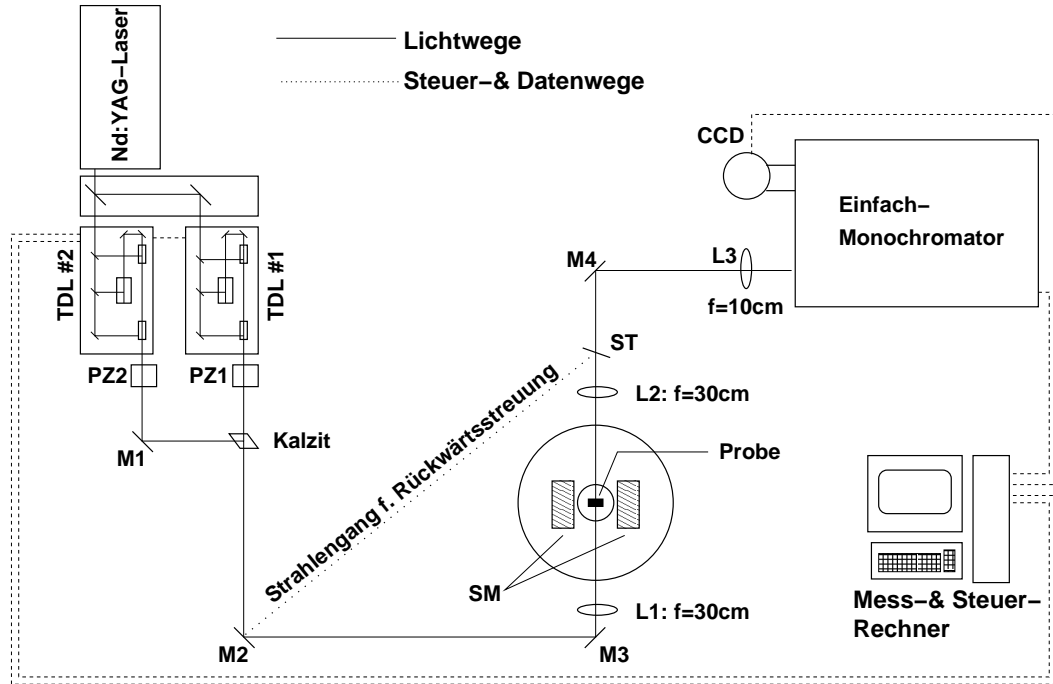 Nd:YAG–Laser
Lichtwege
Steuer–& Datenwege
CCD
Einfach–
Monochromator
TDL #2
TDL #1
M4
L3
f=10cm
ST
PZ2
PZ1
L2: f=30cm
Kalzit
M1
Probe
Strahlengang f. Rückwärtsstreuung
SM
L1: f=30cm
M2
M3
Mess–& Steuer–
Rechner